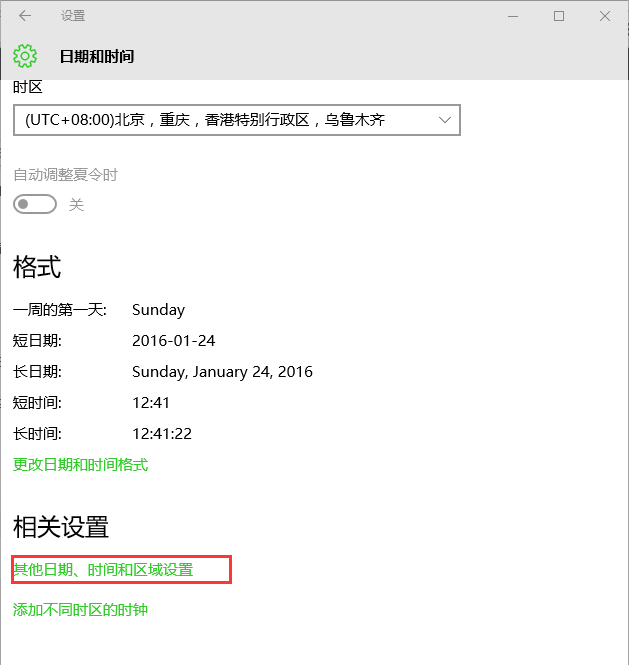 设置
日期和时间
时区
(UTC+08:00)北京，重庆，香港特别行政区，乌鲁木齐
自动调整夏令时
关
格式
一周的第一天: Sunday
短日期: 2016-01-24
长日期: Sunday, January 24, 2016
短时间: 12:41
长时间: 12:41:22
更改日期和时间格式
相关设置
其他日期、时间和区域设置
添加不同时区的时钟